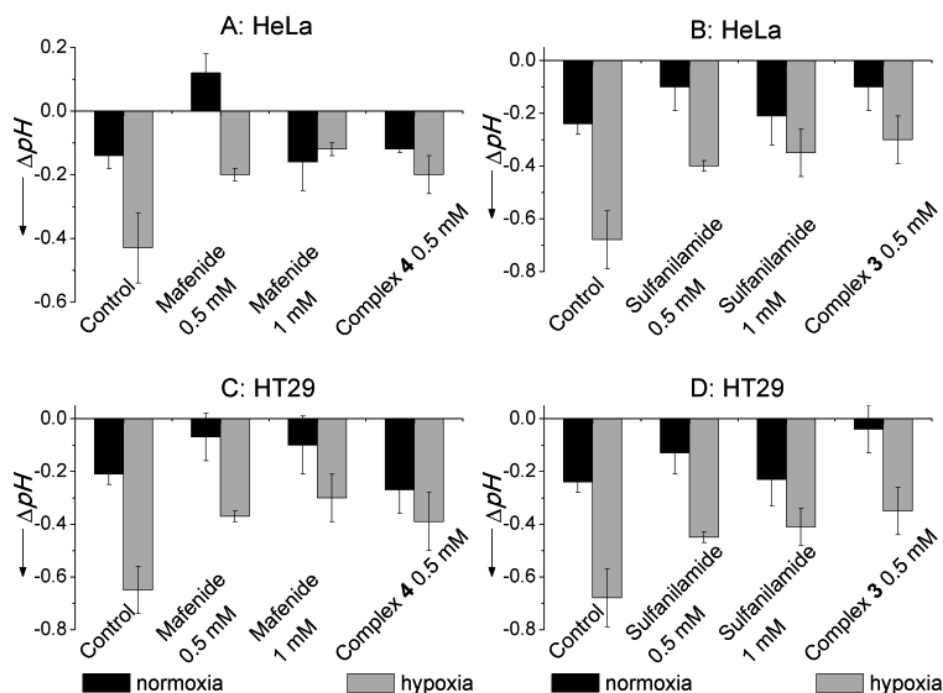 A: HeLa
0.2
0.0
-0.2
-0.4
-0.6
ΔpH
Control
Mafenide
0.5 mM
Mafenide
1 mM
Complex 4 0.5 mM
B: HeLa
0.0
-0.2
-0.4
-0.6
-0.8
ΔpH
Control
Sulfanilamide
0.5 mM
Sulfanilamide
1 mM
Complex 3 0.5 mM
C: HT29
0.0
-0.2
-0.4
-0.6
-0.8
ΔpH
Control
Mafenide
0.5 mM
Mafenide
1 mM
Complex 4 0.5 mM
D: HT29
0.0
-0.2
-0.4
-0.6
-0.8
ΔpH
Control
Sulfanilamide
0.5 mM
Sulfanilamide
1 mM
Complex 3 0.5 mM
normoxia
hypoxia
normoxia
hypoxia